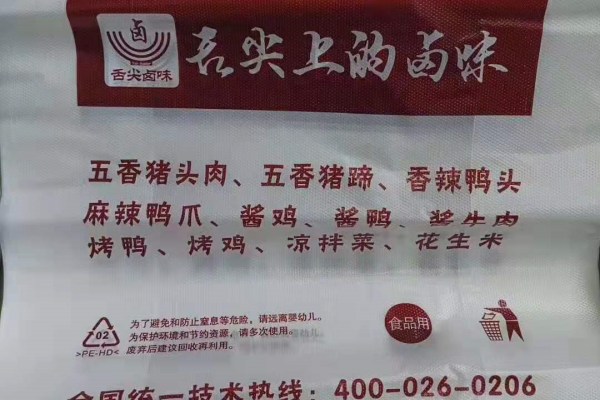 卤
舌尖卤味
舌尖上的卤味
五香猪头肉、五香猪蹄、香辣鸭头
麻辣鸭爪、酱鸡、酱鸭、酱牛肉
烤鸭、烤鸡、凉拌菜、花生米
02
>PE-HD<
为了避免和防止窒息等危险，请远离婴幼儿。
为保护环境和节约资源，请多次使用。
废弃后建议回收再利用。
食品用
全国统一技术热线：400-026-0206